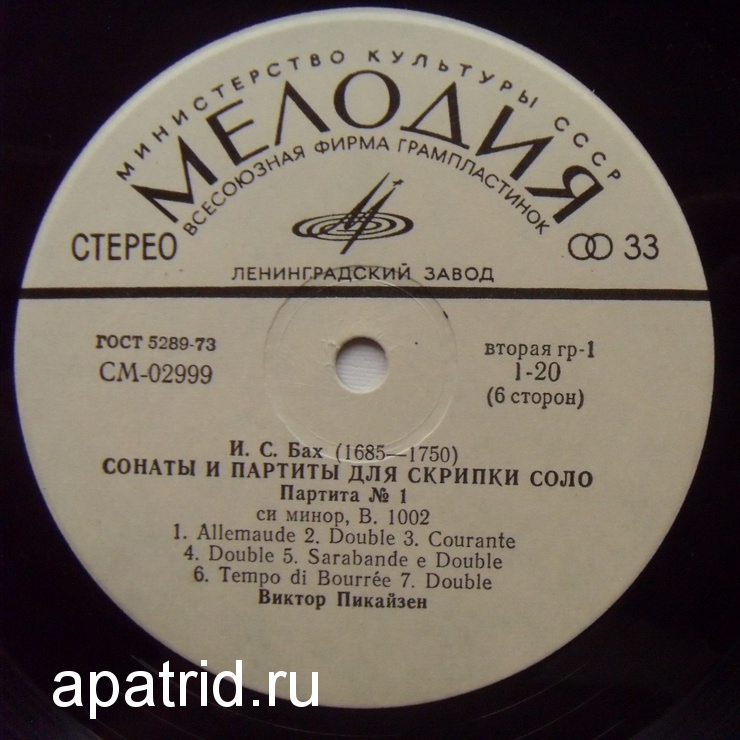 МИНИСТЕРСТВО КУЛЬТУРЫ СССР
МЕЛОДИЯ
ВСЕСОЮЗНАЯ ФИРМА ГРАМПЛАСТИНОК
СТЕРЕО
33
ЛЕНИНГРАДСКИЙ ЗАВОД
ГОСТ 5289-73
вторая гр-1
СМ-02999
1-20
(6 сторон)
И. С. Бах (1685—1750)
СОНАТЫ И ПАРТИТЫ ДЛЯ СКРИПКИ СОЛО
Партита № 1
си минор, В. 1002
1. Allemaude 2. Double 3. Courante
4. Double 5. Sarabande e Double
6. Tempo di Bourrée 7. Double
Виктор Пикайзен
apatrid.ru